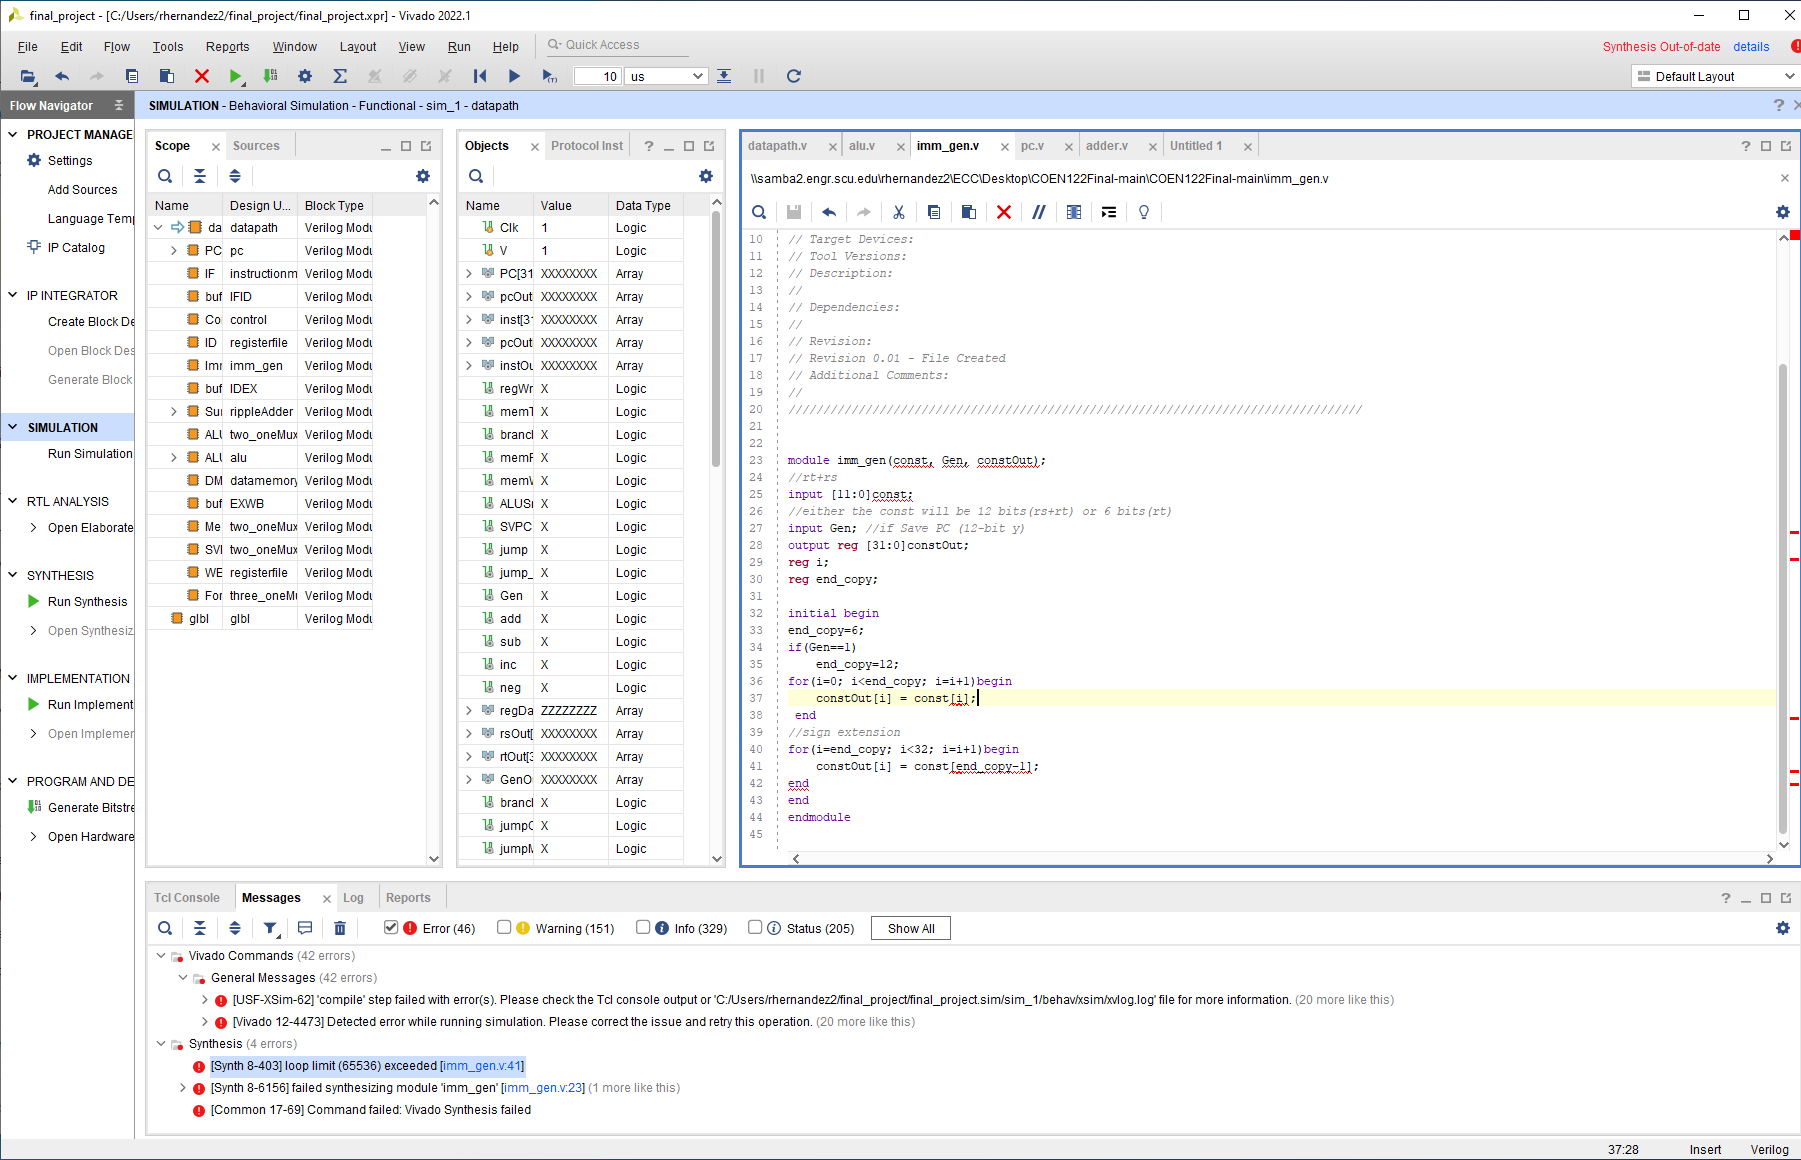 final_project - [C:/Users/rhernandez2/final_project/final_project.xpr] - Vivado 2022.1
File Edit Flow Tools Reports Window Layout View Run Help Quick Access
Synthesis Out-of-date details
10 us
Default Layout
Flow Navigator
SIMULATION - Behavioral Simulation - Functional - sim_1 - datapath
PROJECT MANAGE
Settings
Add Sources
Language Temp
IP Catalog
IP INTEGRATOR
Create Block De
Open Block Des
Generate Block
SIMULATION
Run Simulation
RTL ANALYSIS
Open Elaborate
SYNTHESIS
Run Synthesis
Open Synthesiz
IMPLEMENTATION
Run Implement
Open Implemer
PROGRAM AND DE
Generate Bitstre
Open Hardware
Scope Sources
Name Design U... Block Type
da datapath Verilog Modu
PC pc Verilog Modu
IF instructionm Verilog Modu
buf IFID Verilog Modu
Co control Verilog Modu
ID registerfile Verilog Modu
Imr imm_gen Verilog Modu
buf IDEX Verilog Modu
Sur rippleAdder Verilog Modu
ALU two_oneMux Verilog Modu
ALU alu Verilog Modu
DM datamemory Verilog Modu
buf EXWB Verilog Modu
Me two_oneMux Verilog Modu
SVI two_oneMux Verilog Modu
WE registerfile Verilog Modu
For three_oneMu Verilog Modu
glbl glbl Verilog Modu
Objects Protocol Inst
Name Value Data Type
Clk 1 Logic
V 1 Logic
PC[31 XXXXXXXX Array
pcOut XXXXXXXX Array
inst[31 XXXXXXXX Array
pcOut XXXXXXXX Array
instOu XXXXXXXX Array
regWr X Logic
memT X Logic
brancl X Logic
memF X Logic
memV X Logic
ALUSr X Logic
SVPC X Logic
jump X Logic
jump_ X Logic
Gen X Logic
add X Logic
sub X Logic
inc X Logic
neg X Logic
regDa ZZZZZZZZ Array
rsOut[ XXXXXXXX Array
rtOut[3 XXXXXXXX Array
GenO XXXXXXXX Array
brancl X Logic
jumpC X Logic
jumpM X Logic
datapath.v alu.v imm_gen.v pc.v adder.v Untitled 1
\\samba2.engr.scu.edu\rhernandez2\ECC\Desktop\COEN122Final-main\COEN122Final-main\imm_gen.v
10 // Target Devices:
11 // Tool Versions:
12 // Description:
13 //
14 // Dependencies:
15 //
16 // Revision:
17 // Revision 0.01 - File Created
18 // Additional Comments:
19 //
20 //////////////////////////////////////////////////////////////////////////////////
21
22
23 module imm_gen(const, Gen, constOut);
24 //rt+rs
25 input [11:0]const;
26 //either the const will be 12 bits(rs+rt) or 6 bits(rt)
27 input Gen; //if Save PC (12-bit y)
28 output reg [31:0]constOut;
29 reg i;
30 reg end_copy;
31
32 initial begin
33 end_copy=6;
34 if(Gen==1)
35 end_copy=12;
36 for(i=0; i<end_copy; i=i+1)begin
37 constOut[i] = const[i];
38 end
39 //sign extension
40 for(i=end_copy; i<32; i=i+1)begin
41 constOut[i] = const[end_copy-1];
42 end
43 end
44 endmodule
45
Tcl Console Messages Log Reports
Error (46) Warning (151) Info (329) Status (205) Show All
Vivado Commands (42 errors)
General Messages (42 errors)
[USF-XSim-62] 'compile' step failed with error(s). Please check the Tcl console output or 'C:/Users/rhernandez2/final_project/final_project.sim/sim_1/behav/xsim/xvlog.log' file for more information. (20 more like this)
[Vivado 12-4473] Detected error while running simulation. Please correct the issue and retry this operation. (20 more like this)
Synthesis (4 errors)
[Synth 8-403] loop limit (65536) exceeded [imm_gen.v:41]
[Synth 8-6156] failed synthesizing module 'imm_gen' [imm_gen.v:23] (1 more like this)
[Common 17-69] Command failed: Vivado Synthesis failed
37:28 Insert Verilog